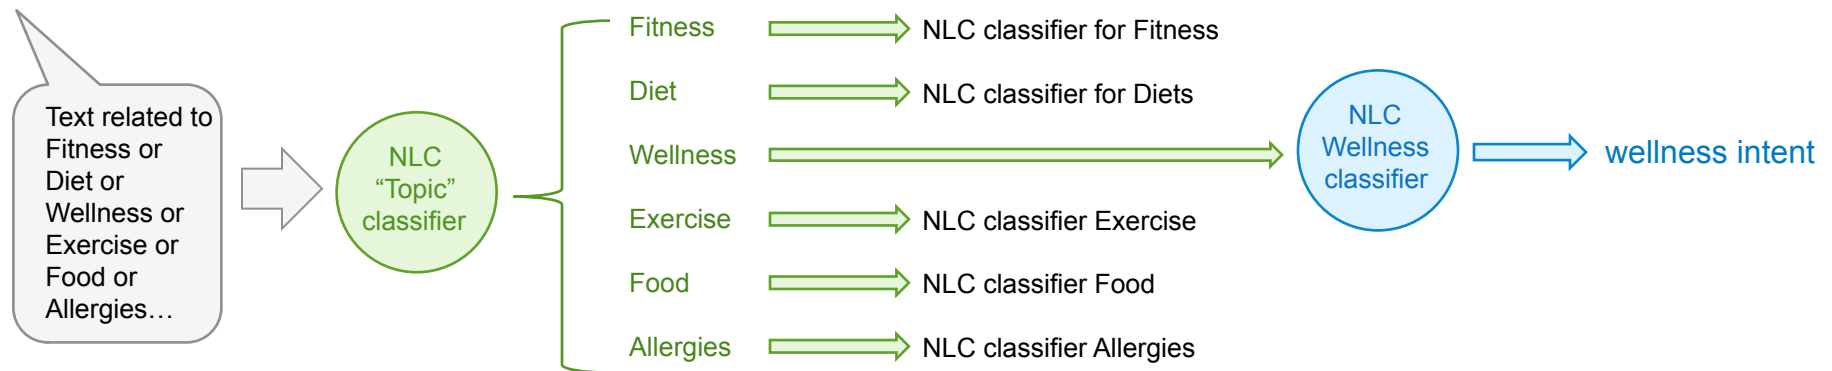 Text related to
Fitness or
Diet or
Wellness or
Exercise or
Food or
Allergies…
NLC
“Topic”
classifier
Fitness
NLC classifier for Fitness
Diet
NLC classifier for Diets
Wellness
NLC
Wellness
classifier
wellness intent
Exercise
NLC classifier Exercise
Food
NLC classifier Food
Allergies
NLC classifier Allergies